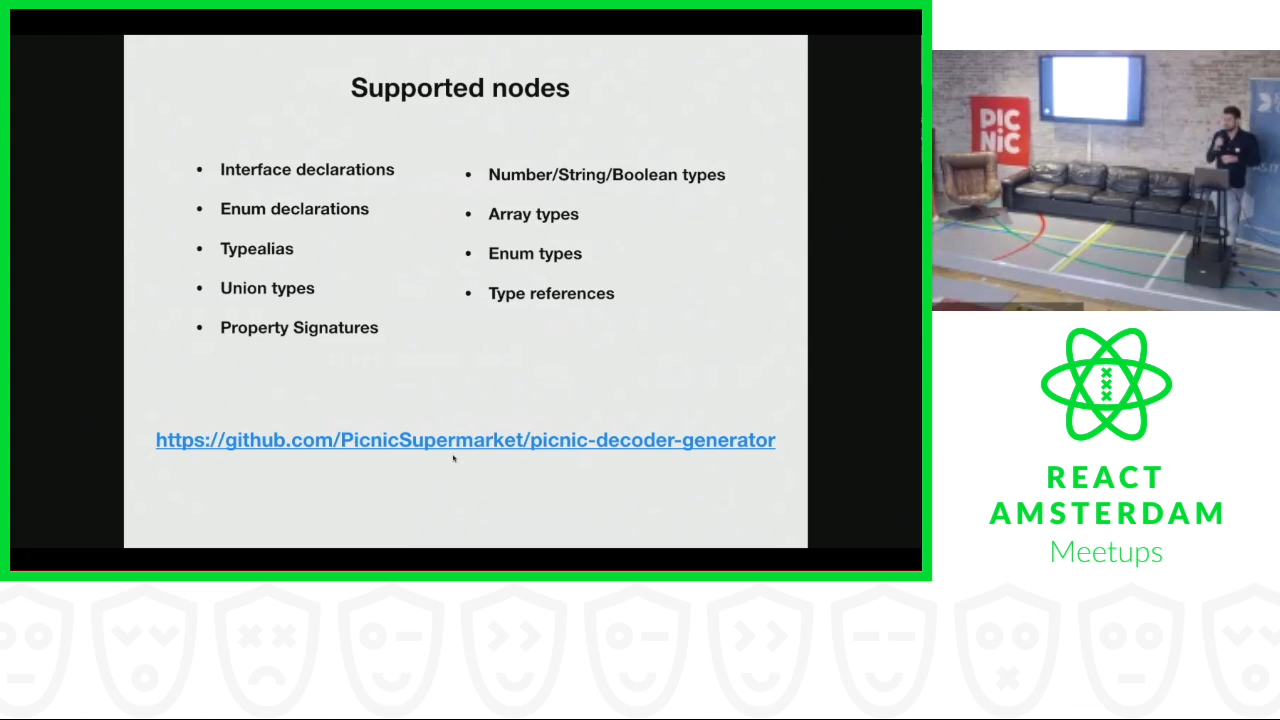 Supported nodes
• Interface declarations
• Enum declarations
• Typealias
• Union types
• Property Signatures
• Number/String/Boolean types
• Array types
• Enum types
• Type references
https://github.com/PicnicSupermarket/picnic-decoder-generator
PIC
NIC
REACT
AMSTERDAM
Meetups